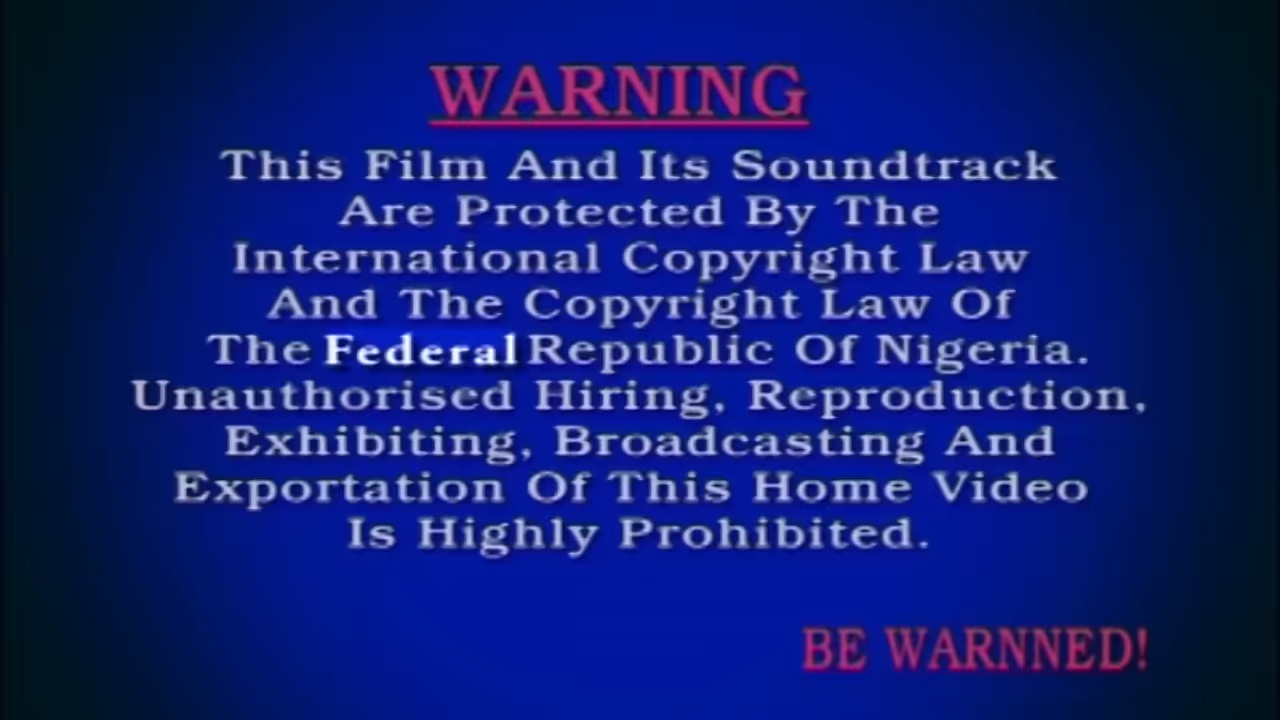 WARNING
This Film And Its Soundtrack
Are Protected By The
International Copyright Law
And The Copyright Law Of
The Federal Republic Of Nigeria.
Unauthorised Hiring, Reproduction,
Exhibiting, Broadcasting And
Exportation Of This Home Video
Is Highly Prohibited.
BE WARNNED!